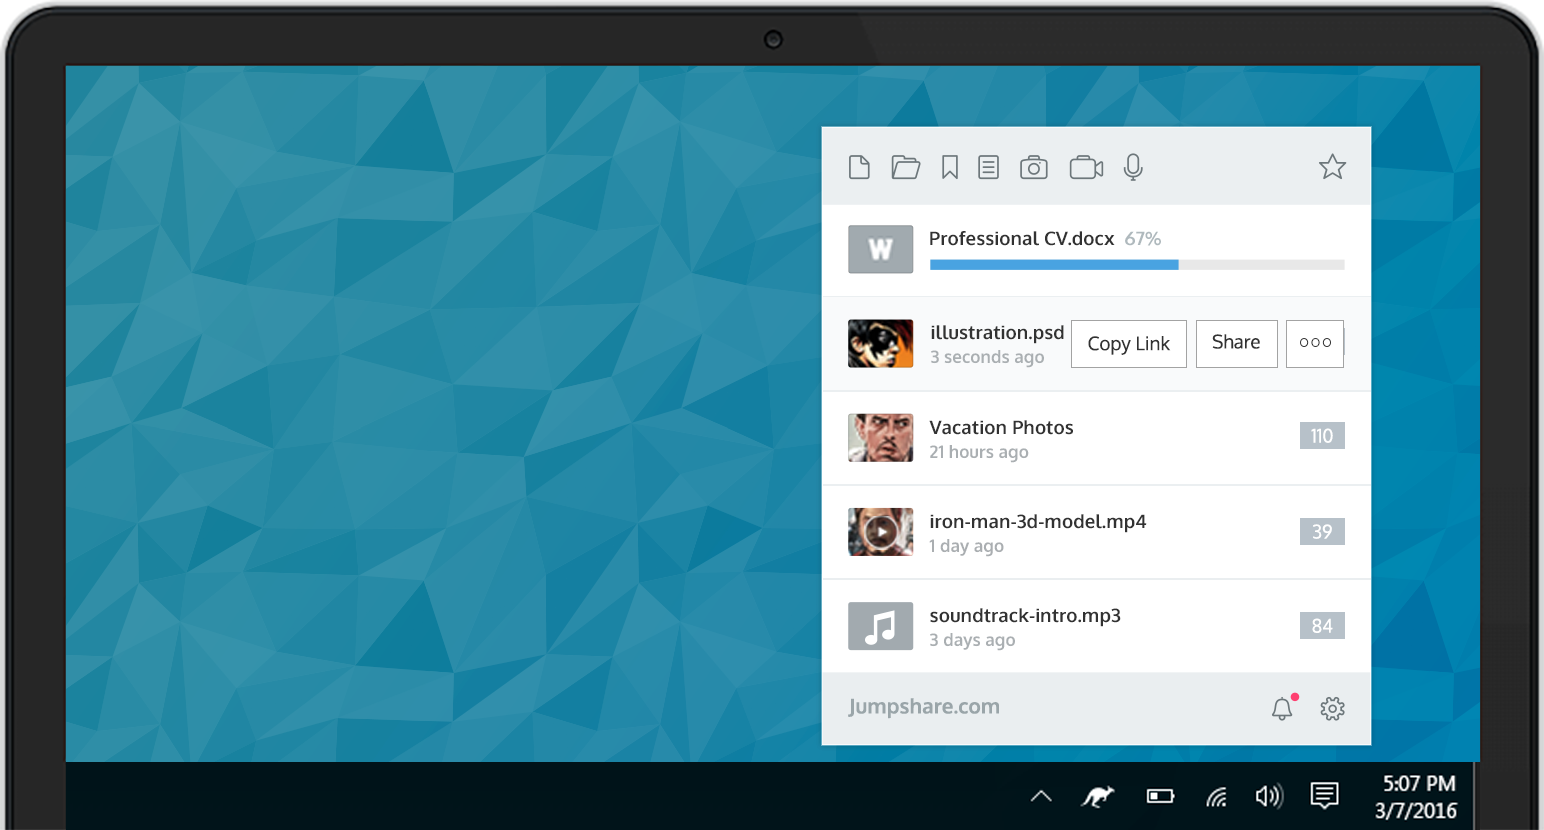 Professional CV.docx 67%
illustration.psd
3 seconds ago
Copy Link
Share
Vacation Photos
21 hours ago
110
iron-man-3d-model.mp4
1 day ago
39
soundtrack-intro.mp3
3 days ago
84
Jumpshare.com
5:07 PM
3/7/2016